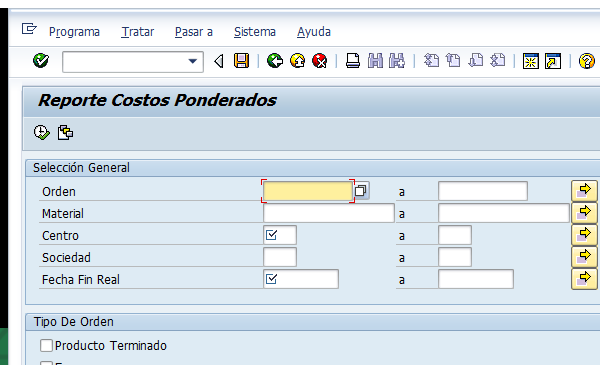 Programa Tratar Pasar a Sistema Ayuda
Reporte Costos Ponderados
Selección General
Orden a
Material a
Centro a
Sociedad a
Fecha Fin Real a
Tipo De Orden
Producto Terminado